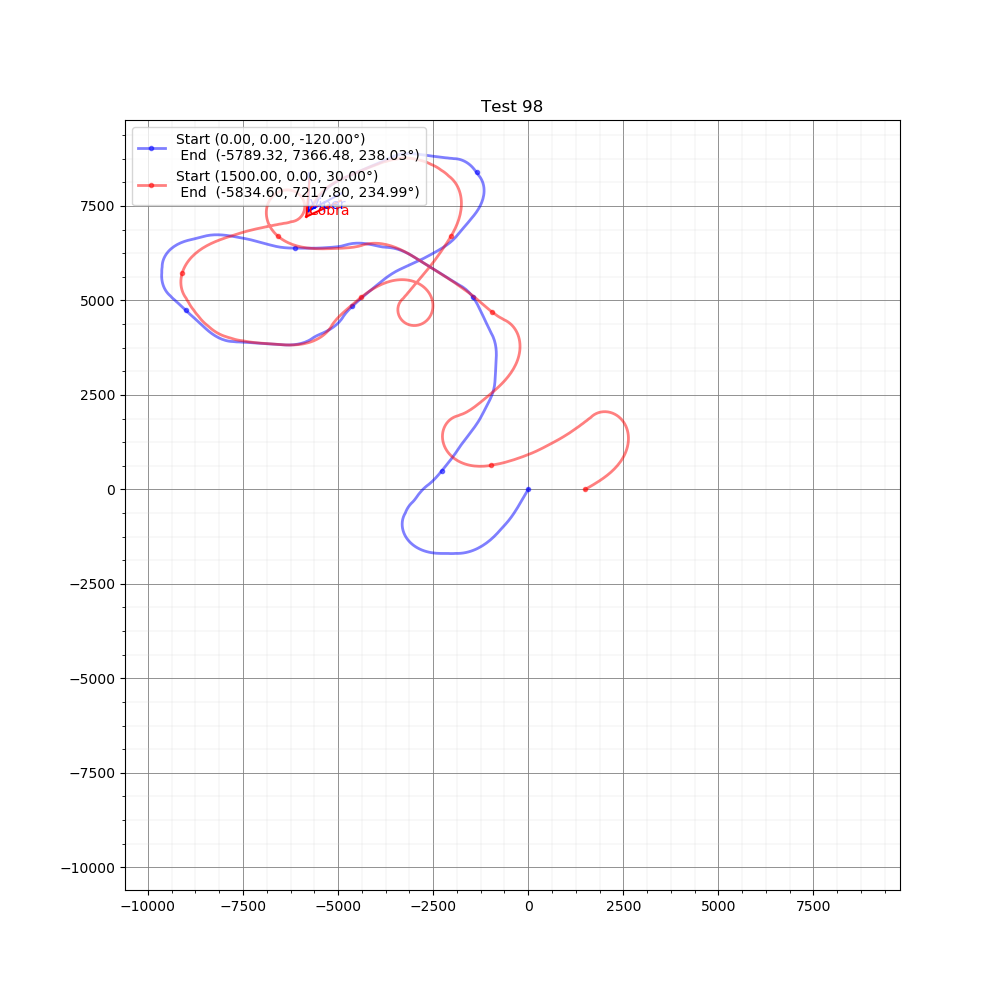 Test 98
Start (0.00, 0.00, -120.00°)
End (-5789.32, 7366.48, 238.03°)
Start (1500.00, 0.00, 30.00°)
End (-5834.60, 7217.80, 234.99°)
Cobra
7500
5000
2500
0
−2500
−5000
−7500
−10000
−10000 −7500 −5000 −2500 0 2500 5000 7500